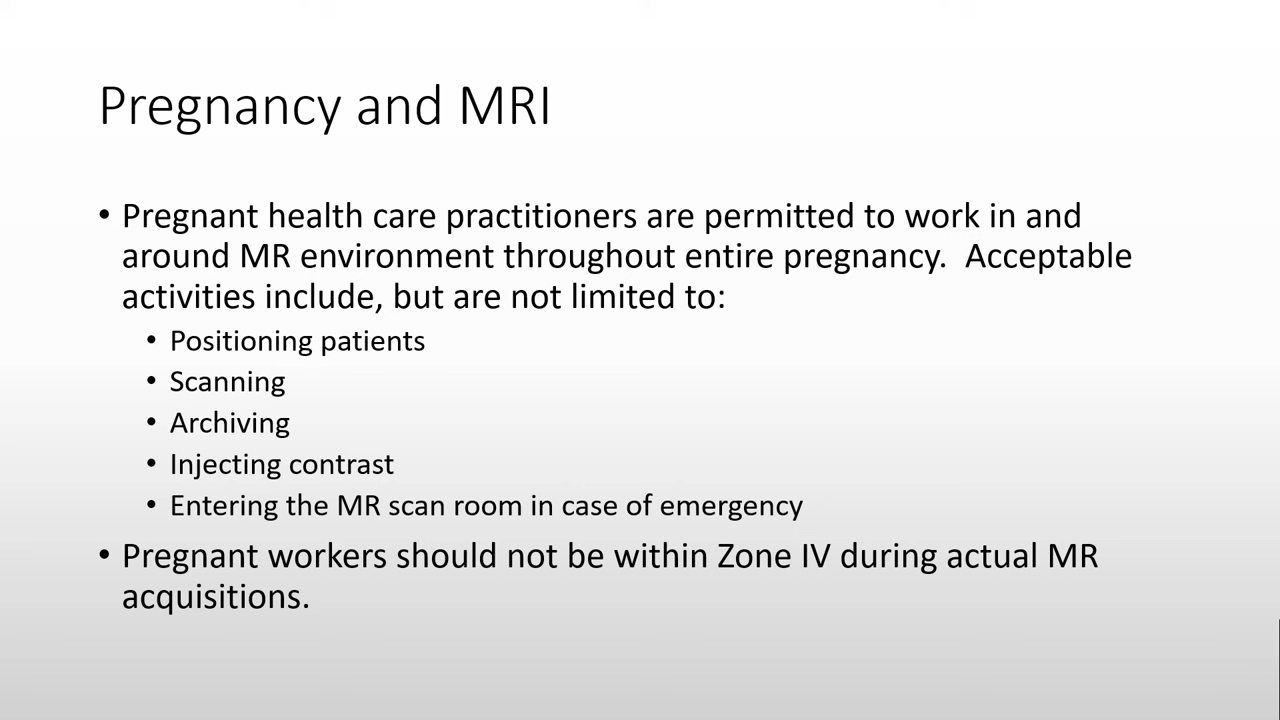 Pregnancy and MRI
• Pregnant health care practitioners are permitted to work in and
around MR environment throughout entire pregnancy.  Acceptable
activities include, but are not limited to:
• Positioning patients
• Scanning
• Archiving
• Injecting contrast
• Entering the MR scan room in case of emergency
• Pregnant workers should not be within Zone IV during actual MR
acquisitions.